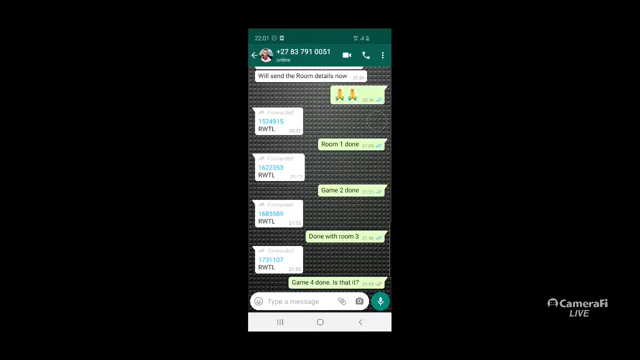 22:01
+27 83 791 0051
online
Will send the Room details now
20:36
Forwarded
1524915
RWTL
Room 1 done
Forwarded
1622353
RWTL
Game 2 done
Forwarded
1685589
RWTL
Done with room 3
Forwarded
1731107
RWTL
Game 4 done. Is that it?
Type a message
CameraFi
LIVE